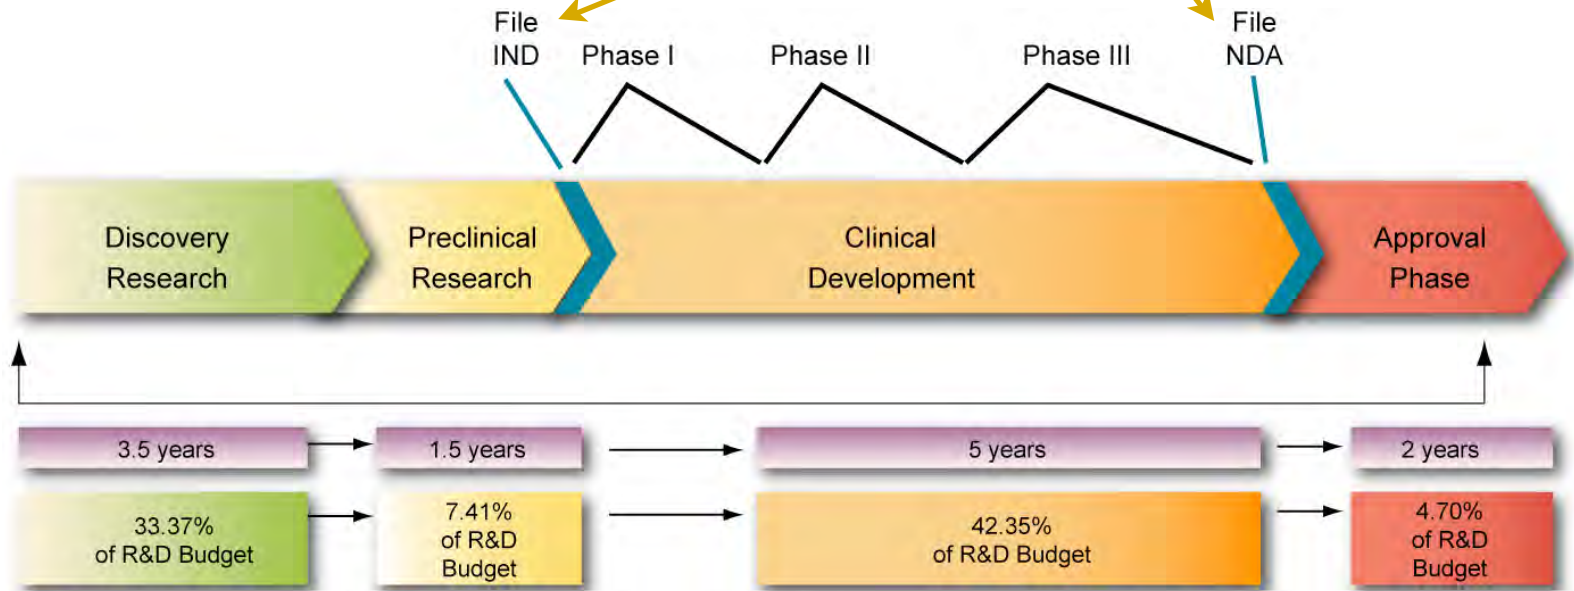 File
IND
Phase I
Phase II
Phase III
File
NDA
Discovery
Research
Preclinical
Research
Clinical
Development
Approval
Phase
3.5 years
1.5 years
5 years
2 years
33.37%
of R&D Budget
7.41%
of R&D
Budget
42.35%
of R&D Budget
4.70%
of R&D
Budget